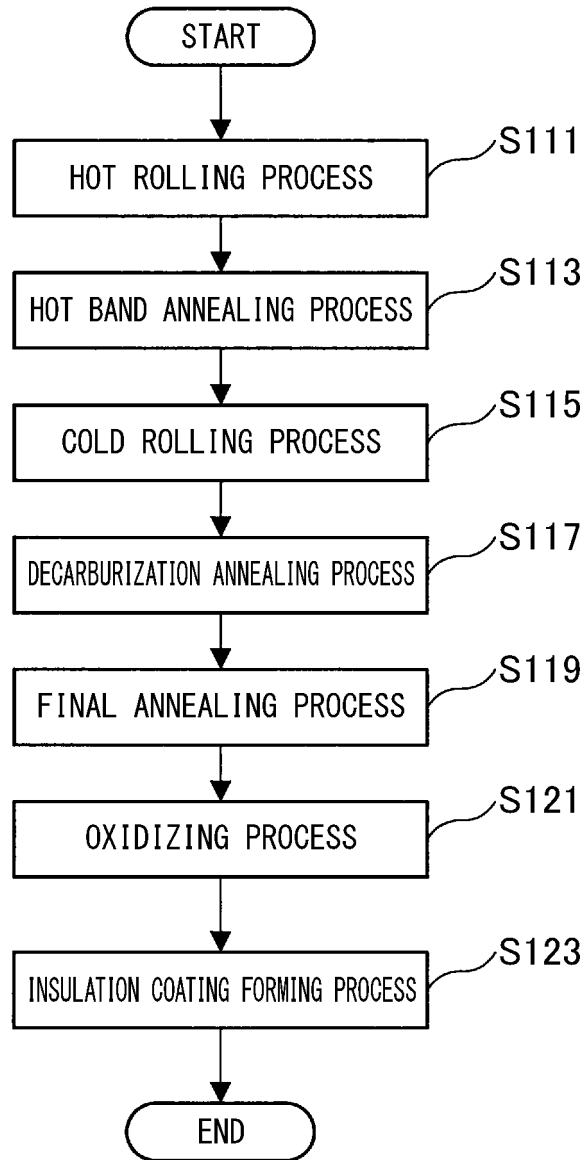 START
S111
HOT ROLLING PROCESS
S113
HOT BAND ANNEALING PROCESS
S115
COLD ROLLING PROCESS
S117
DECARBURIZATION ANNEALING PROCESS
S119
FINAL ANNEALING PROCESS
S121
OXIDIZING PROCESS
S123
INSULATION COATING FORMING PROCESS
END